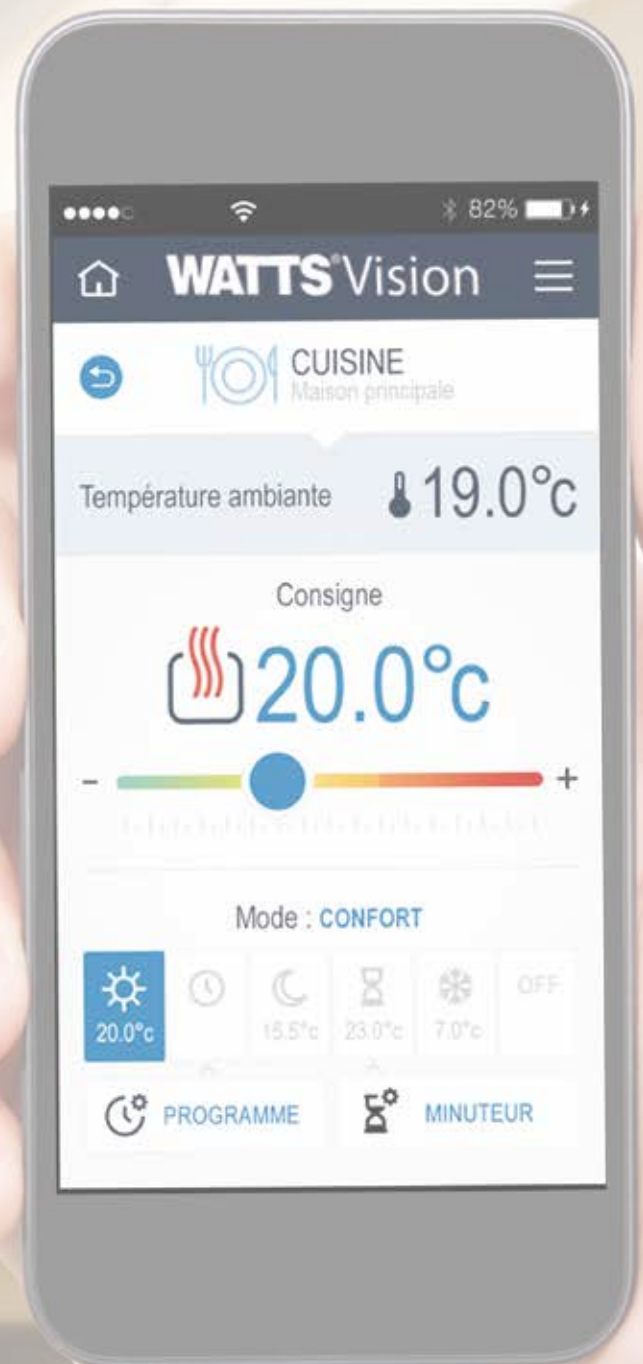 82%
WATTS® Vision
CUISINE
Maison principale
Température ambiante 19.0°c
Consigne
20.0°c
- +
Mode : CONFORT
OFF
20.0°c 15.5°c 23.0°c 7.0°c
PROGRAMME MINUTEUR